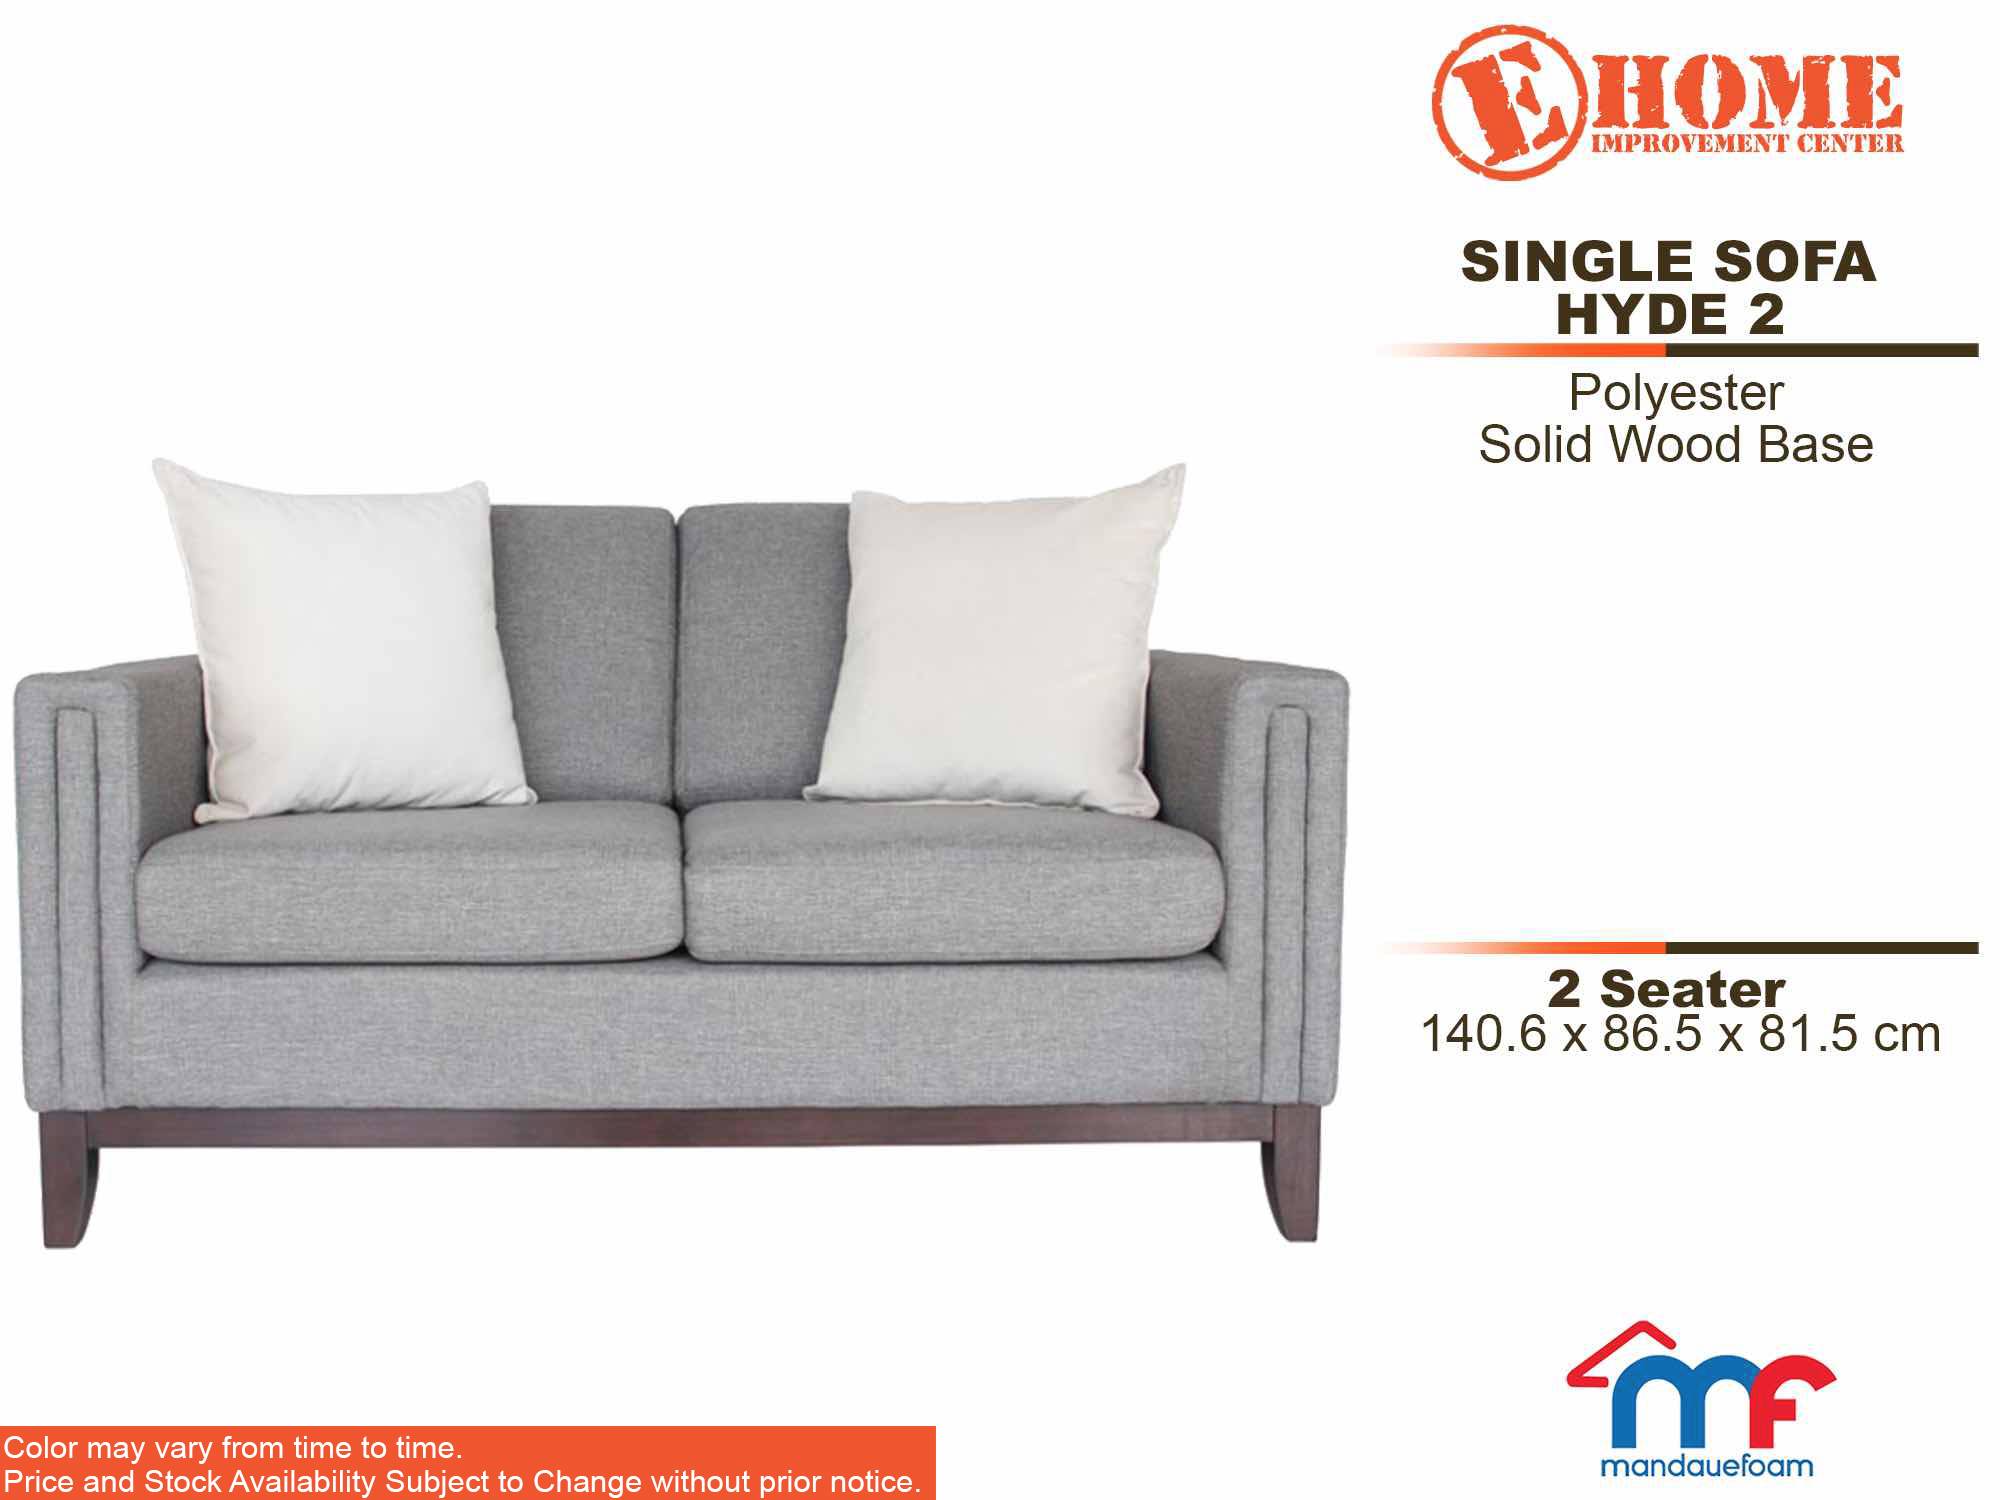 E HOME
IMPROVEMENT CENTER
SINGLE SOFA
HYDE 2
Polyester
Solid Wood Base
2 Seater
140.6 x 86.5 x 81.5 cm
mf
mandauefoam
Color may vary from time to time.
Price and Stock Availability Subject to Change without prior notice.